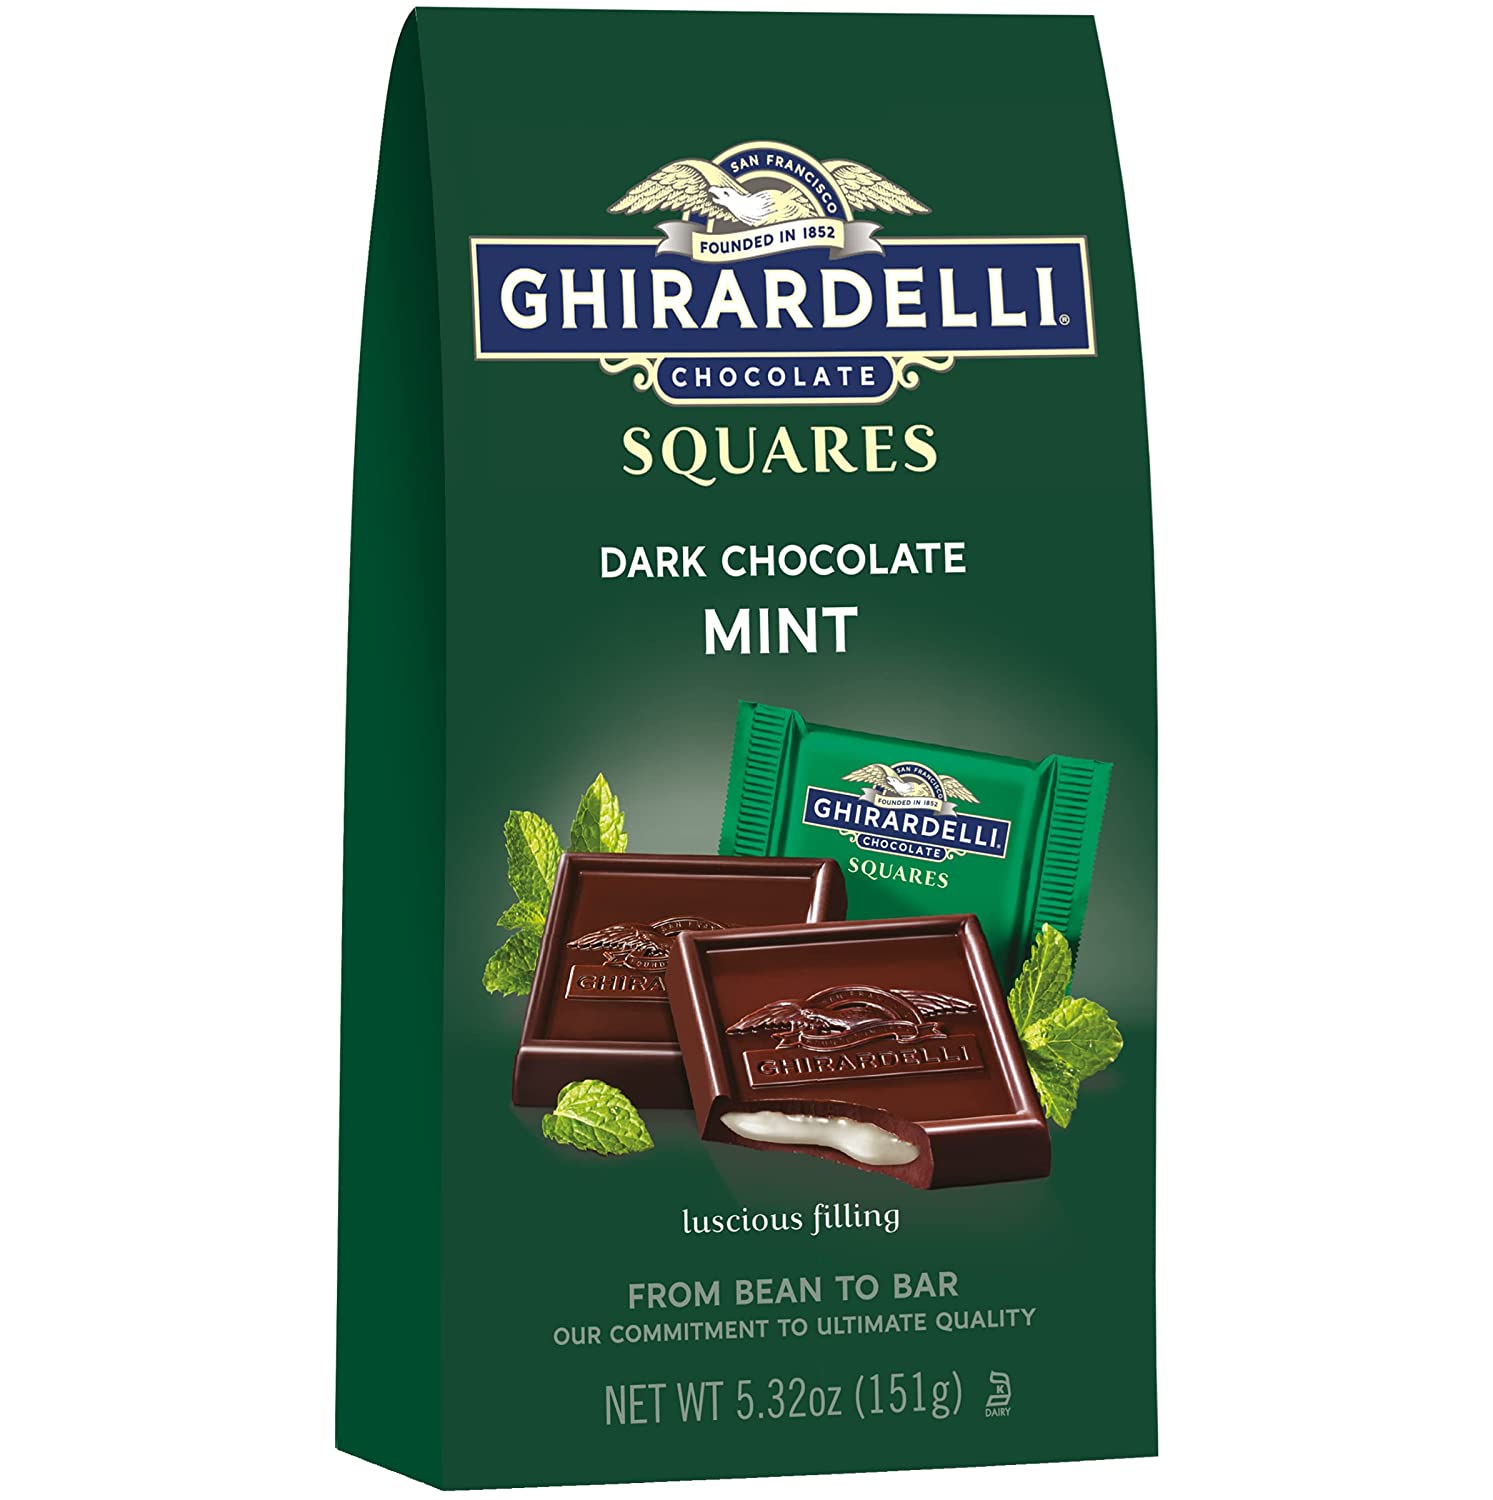 SAN FRANCISCO
FOUNDED IN 1852
GHIRARDELLI®
CHOCOLATE
SQUARES
DARK CHOCOLATE
MINT
SAN FRANCISCO
FOUNDED IN 1852
GHIRARDELLI®
CHOCOLATE
SQUARES
GHIRA
GHIRARDELLI
luscious filling
FROM BEAN TO BAR
OUR COMMITMENT TO ULTIMATE QUALITY
NET WT 5.32oz (151g)
K
DAIRY